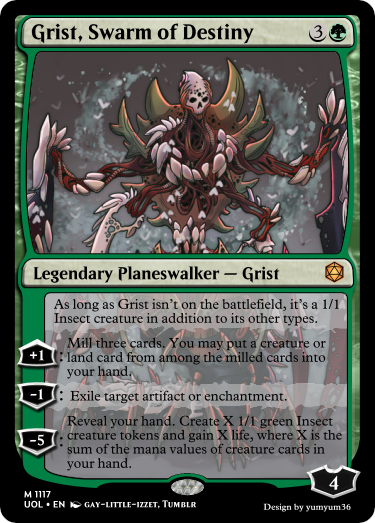 Grist, Swarm of Destiny 3
Legendary Planeswalker — Grist
As long as Grist isn't on the battlefield, it's a 1/1
Insect creature in addition to its other types.
+1: Mill three cards. You may put a creature or
land card from among the milled cards into
your hand.
-1: Exile target artifact or enchantment.
-5: Reveal your hand. Create X 1/1 green Insect
creature tokens and gain X life, where X is the
sum of the mana values of creature cards in
your hand.
4
M 1117
UOL • EN GAY-LITTLE-IZZET, TUMBLR
Design by yumyum36